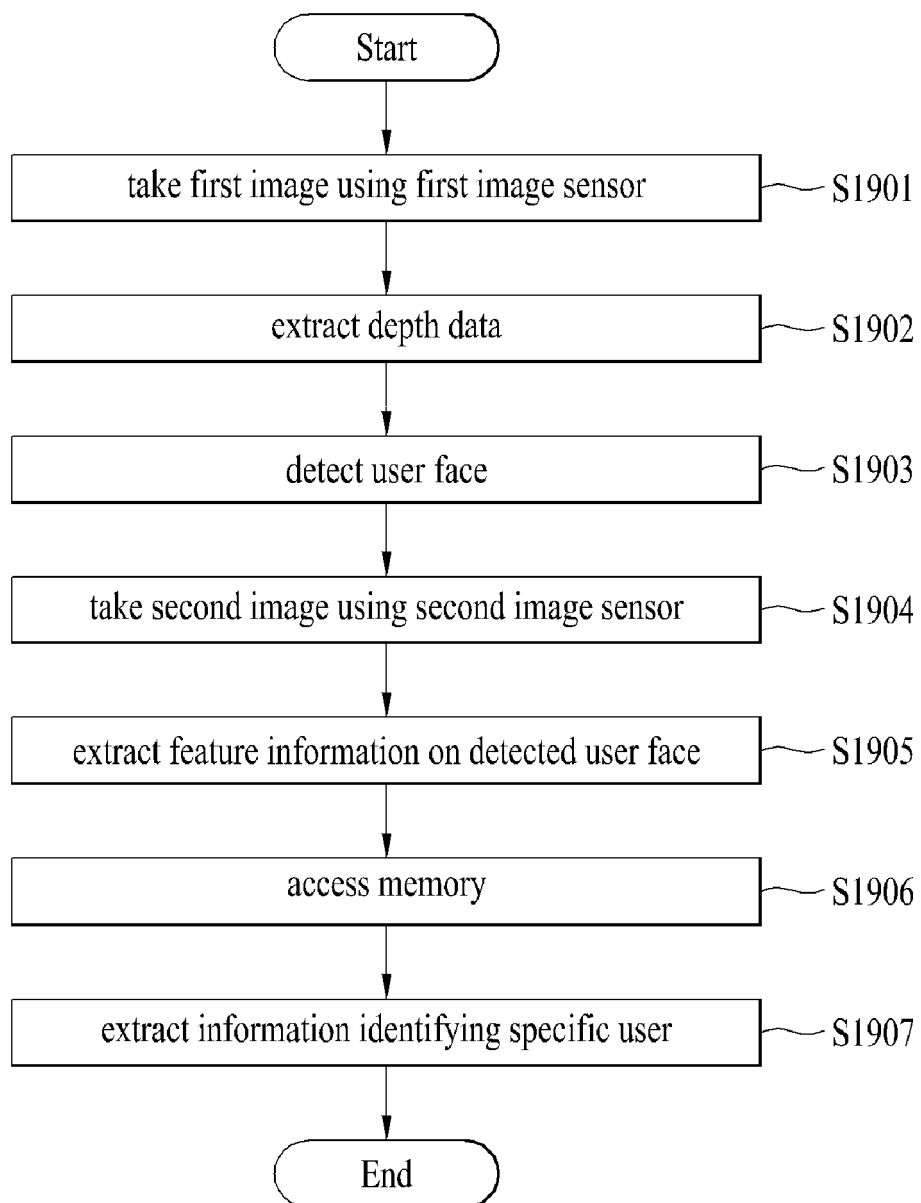 Start
take first image using first image sensor
S1901
extract depth data
S1902
detect user face
S1903
take second image using second image sensor
S1904
extract feature information on detected user face
S1905
access memory
S1906
extract information identifying specific user
S1907
End